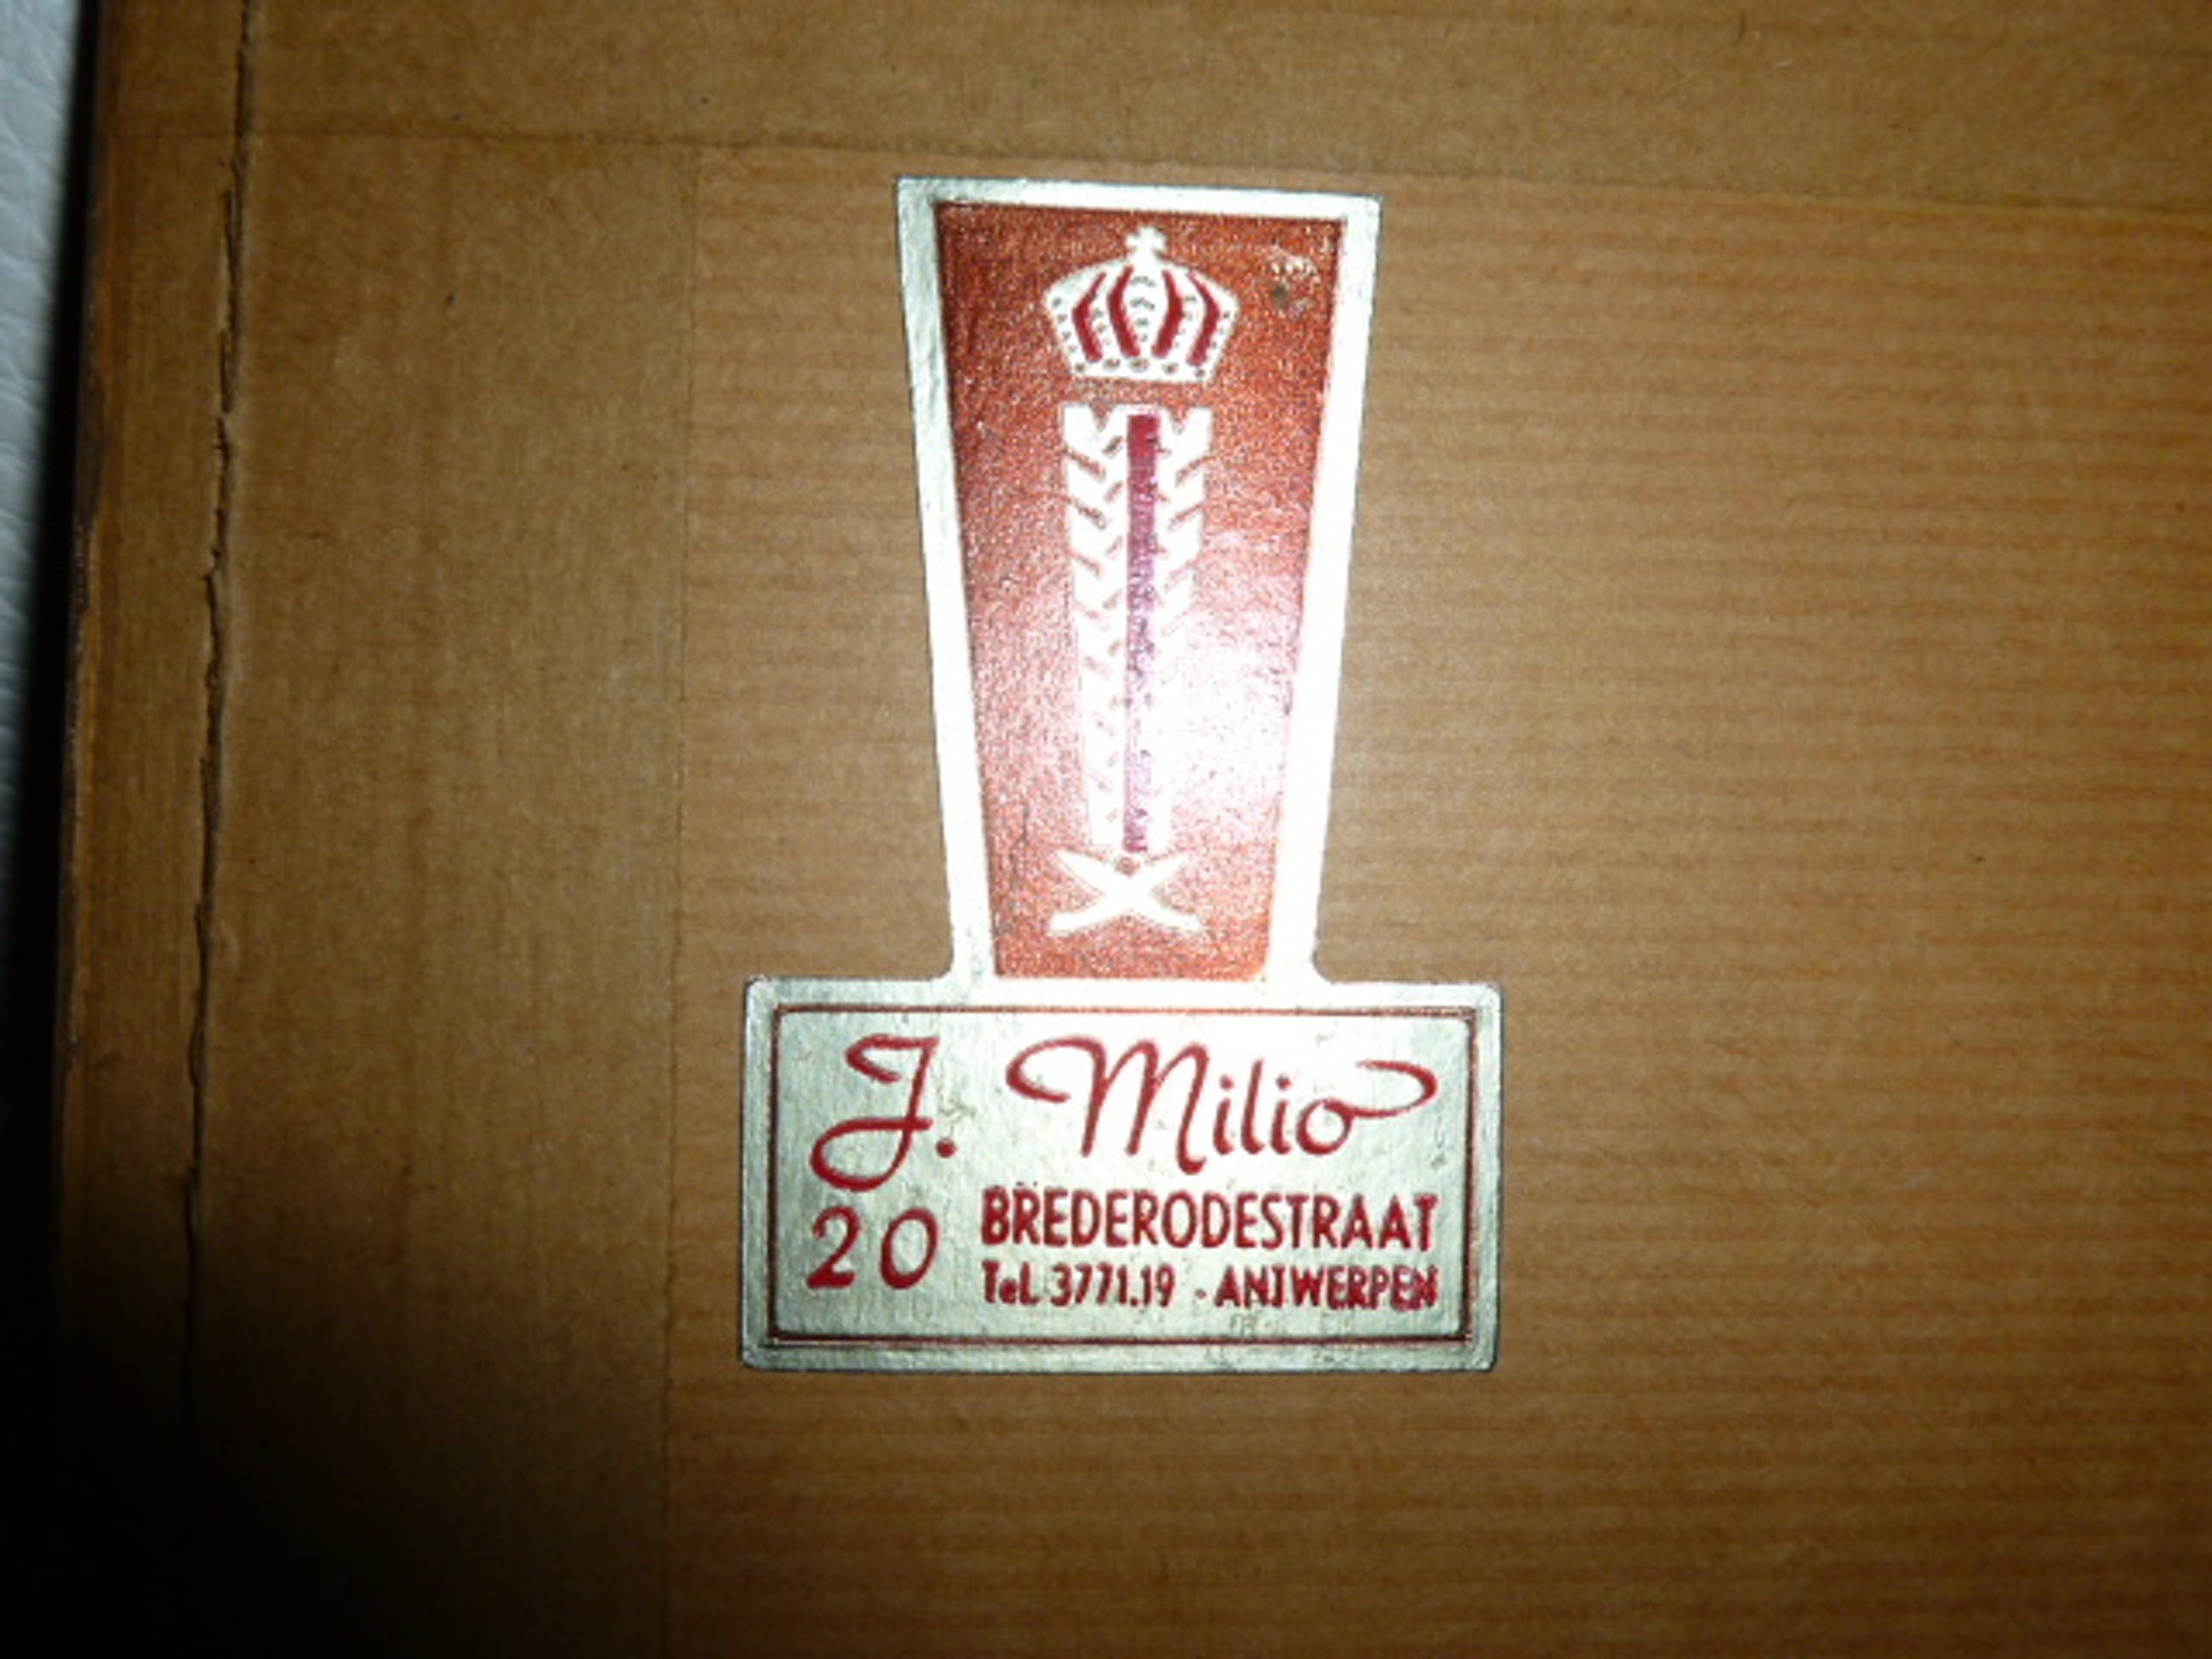 J. Milio
20 BREDERODESTRAAT
Tel. 3771.19 - ANTWERPEN